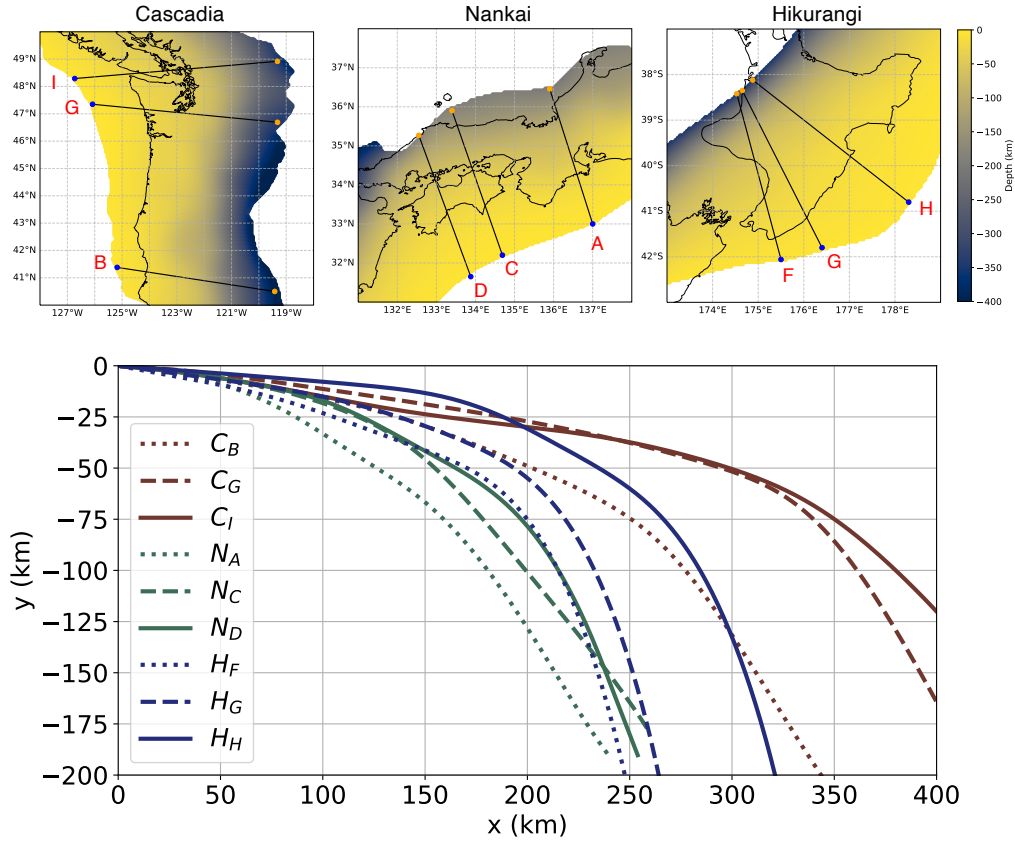 Cascadia
Nankai
Hikurangi
49°N
48°N
47°N
46°N
45°N
44°N
43°N
42°N
41°N
127°W
125°W
123°W
121°W
119°W
I
G
B
37°N
36°N
35°N
34°N
33°N
32°N
132°E
133°E
134°E
135°E
136°E
137°E
A
C
D
38°S
39°S
40°S
41°S
42°S
174°E
175°E
176°E
177°E
178°E
H
G
F
0
−50
−100
−150
−200
−250
−300
−350
−400
Depth (km)
0
−25
−50
−75
−100
−125
−150
−175
−200
y (km)
C_B
C_G
C_I
N_A
N_C
N_D
H_F
H_G
H_H
0
50
100
150
200
250
300
350
400
x (km)